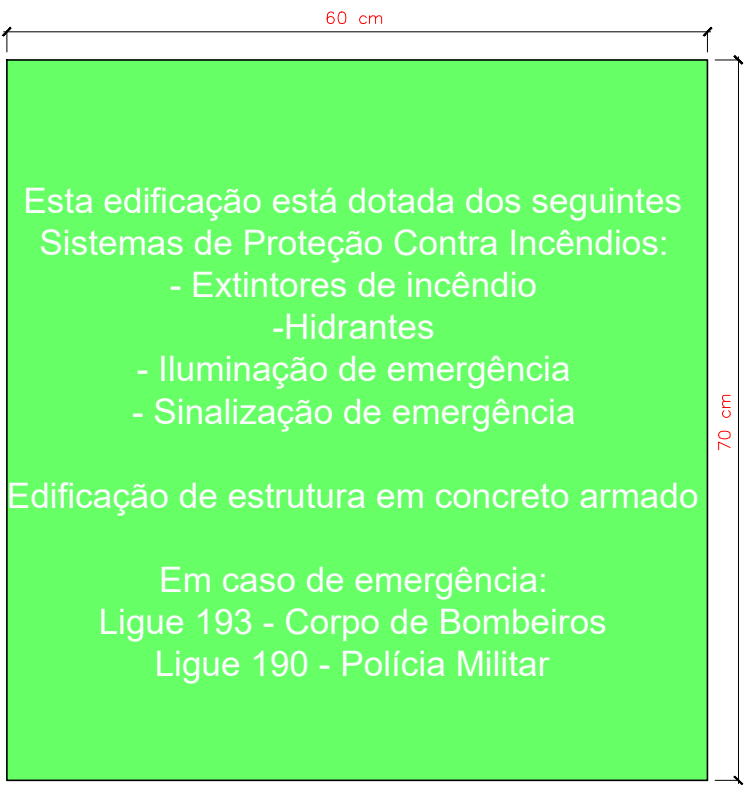 60 cm
Esta edificação está dotada dos seguintes
Sistemas de Proteção Contra Incêndios:
- Extintores de incêndio
-Hidrantes
- Iluminação de emergência
- Sinalização de emergência
70 cm
Edificação de estrutura em concreto armado
Em caso de emergência:
Ligue 193 - Corpo de Bombeiros
Ligue 190 - Polícia Militar